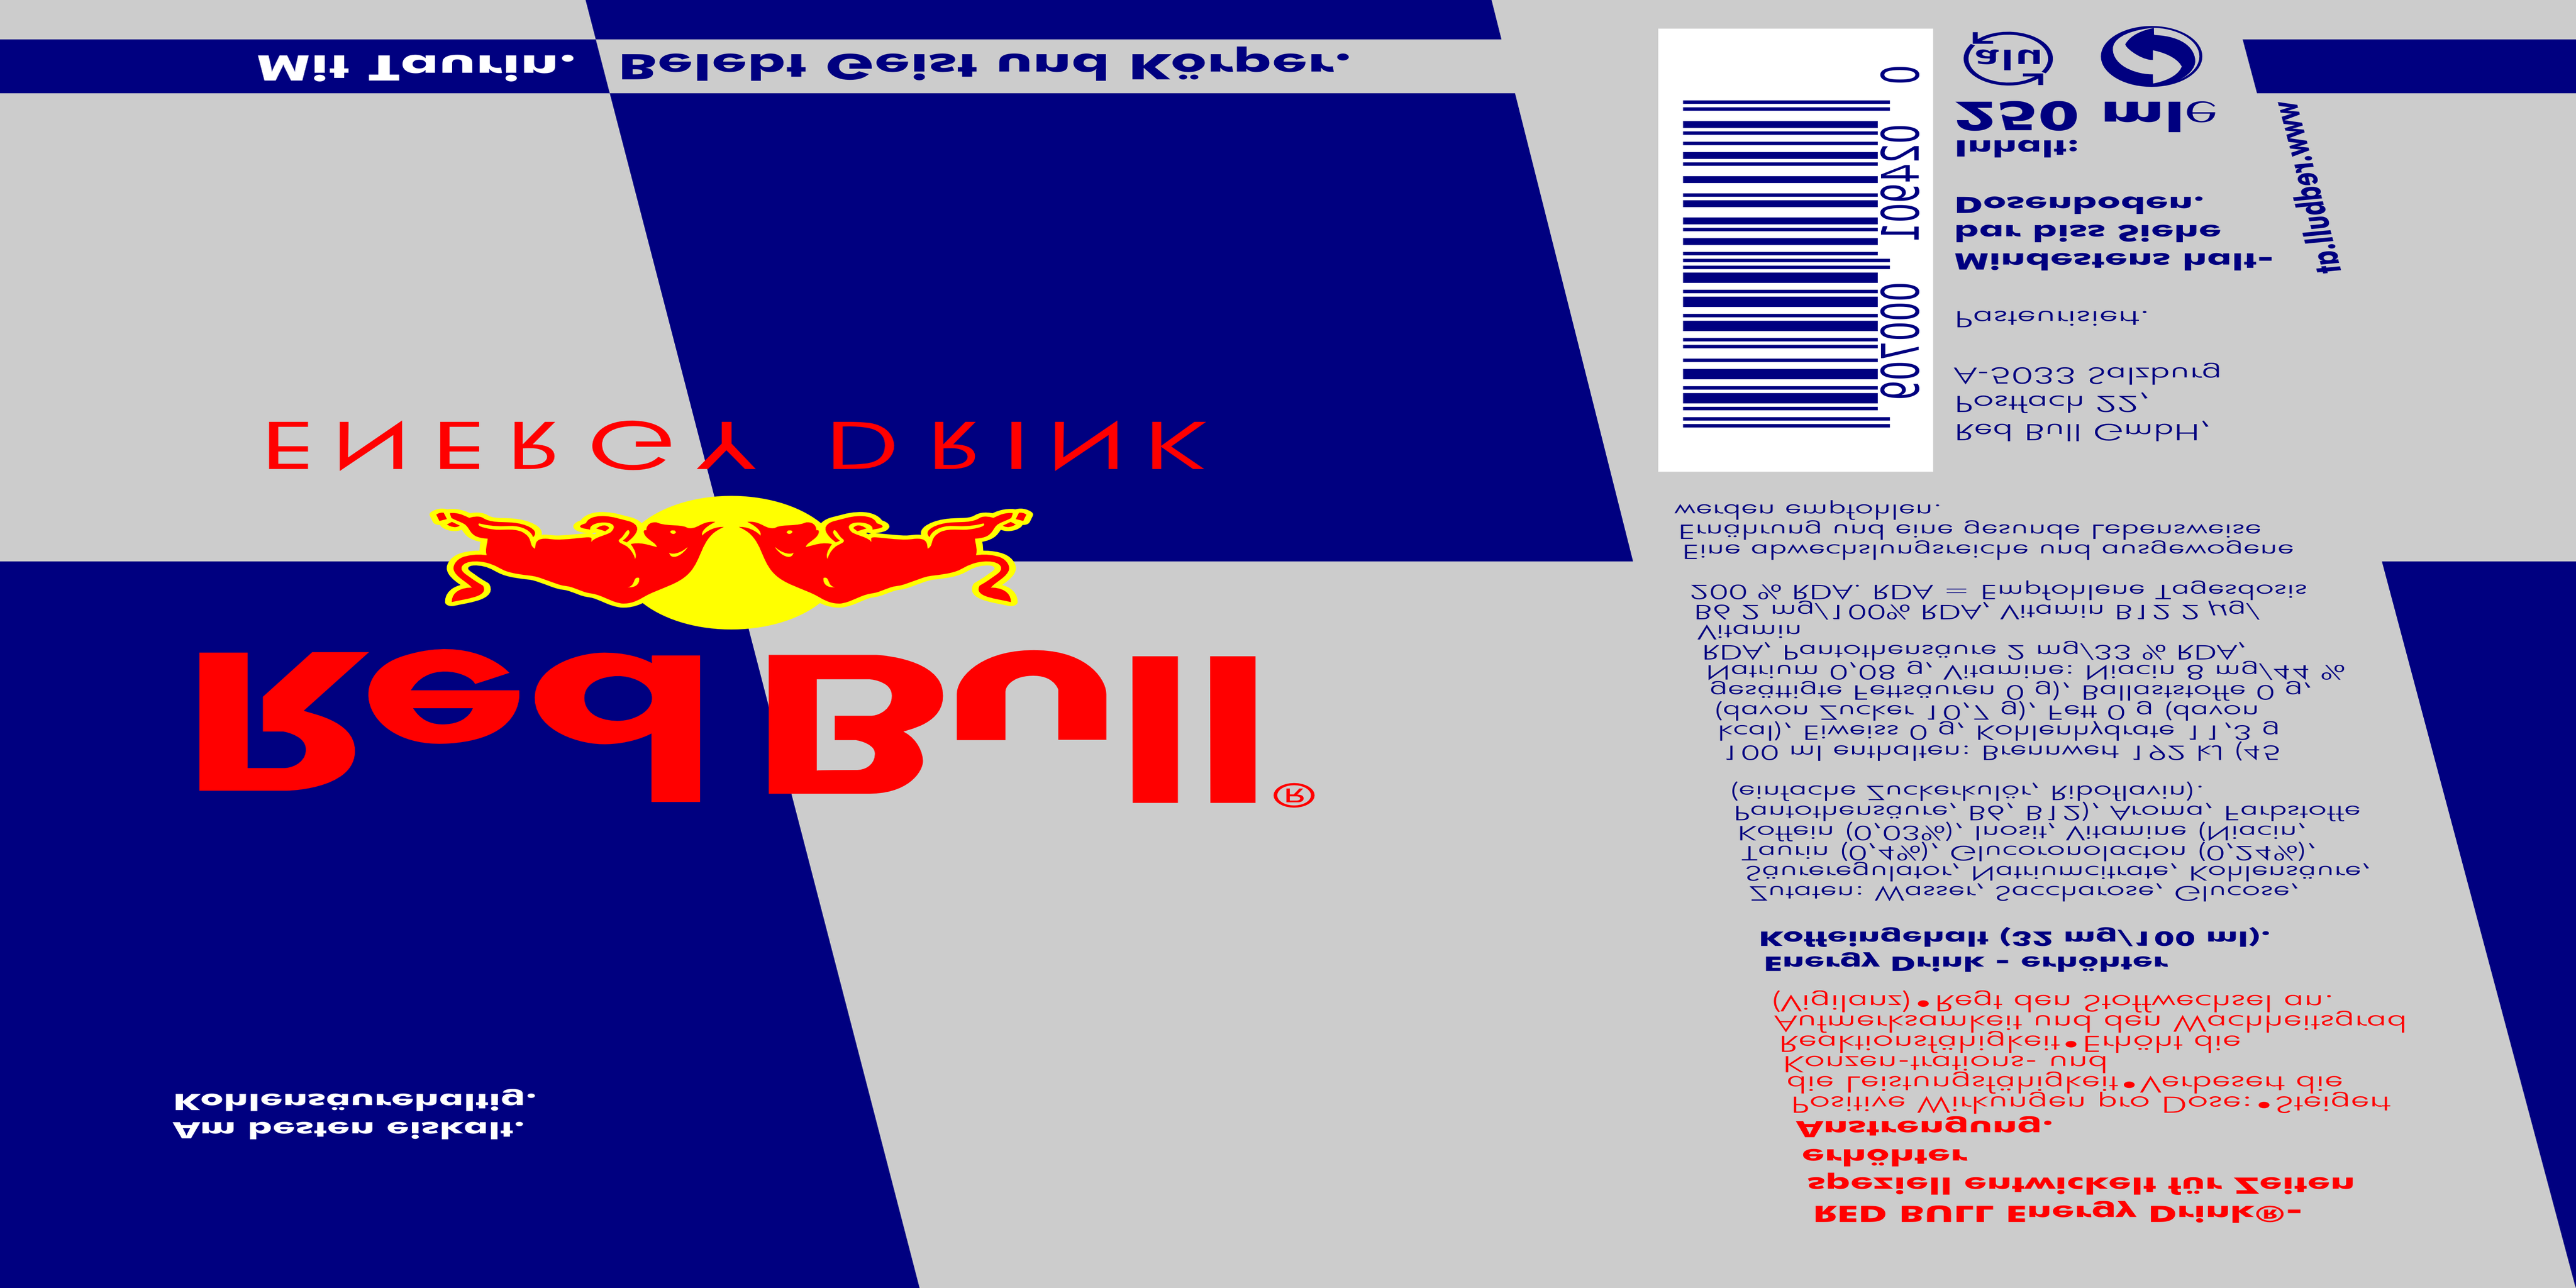 Am besten eiskalt.
Kohlensäurehaltig.
Red Bull®
ENERGY DRINK
Mit Taurin. Belebt Geist und Körper.
RED BULL Energy Drink®-
speziell entwickelt für Zeiten
erhöhter
Anstrengung.
Positive Wirkungen pro Dose: •Steigert
die Leistungsfähigkeit•Verbesert die
Konzen-trations- und
Reaktionsfähigkeit•Erhöht die
Aufmerksamkeit und den Wachheitsgrad
(Vigilanz)•Regt den Stoffwechsel an.
Energy Drink - erhöhter
Koffeingehalt (32 mg/100 ml).
Zutaten: Wasser, Saccharose, Glucose,
Säureregulator, Natriumcitrate, Kohlensäure,
Taurin (0,4%), Glucoronolacton (0,24%),
Koffein (0,03%), Inosit, Vitamine (Niacin,
Pantothensäure, B6, B12), Aroma, Farbstoffe
(einfache Zuckerkulör, Riboflavin).
100 ml enthalten: Brennwert 192 kJ (45
kcal), Eiweiss 0 g, Kohlenhydrate 11,3 g
(davon Zucker 10,7 g), Fett 0 g (davon
gesättigte Fettsäuren 0 g), Ballaststoffe 0 g,
Natrium 0,08 g, Vitamine: Niacin 8 mg/44 %
RDA, Pantothensäure 2 mg/33 % RDA,
Vitamin
B6 2 mg/100% RDA, Vitamin B12 2 µg/
200 % RDA. RDA = Empfohlene Tagesdosis
Eine abwechslungsreiche und ausgewogene
Ernährung und eine gesunde Lebensweise
werden empfohlen.
Red Bull GmbH,
Postfach 22,
A-5033 Salzburg
Pasteurisiert.
Mindestens halt-
bar biss Siehe
Dosenboden.
Inhalt:
250 mle
alu
www.redbull.at
0 024901 000709